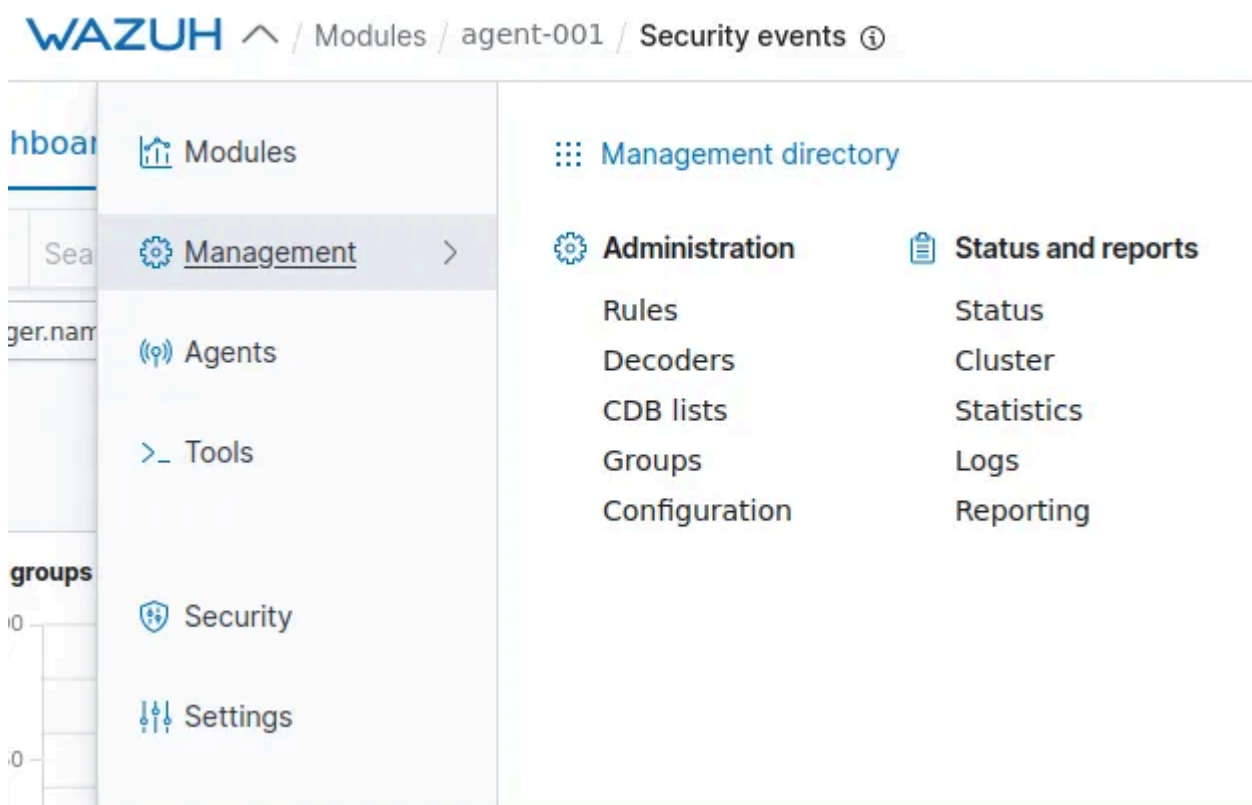 WAZUH / Modules / agent-001 / Security events
Modules
Management
Agents
>_ Tools
Security
Settings
Management directory
Administration
Rules
Decoders
CDB lists
Groups
Configuration
Status and reports
Status
Cluster
Statistics
Logs
Reporting
hboar
Sea
ger.nam
groups